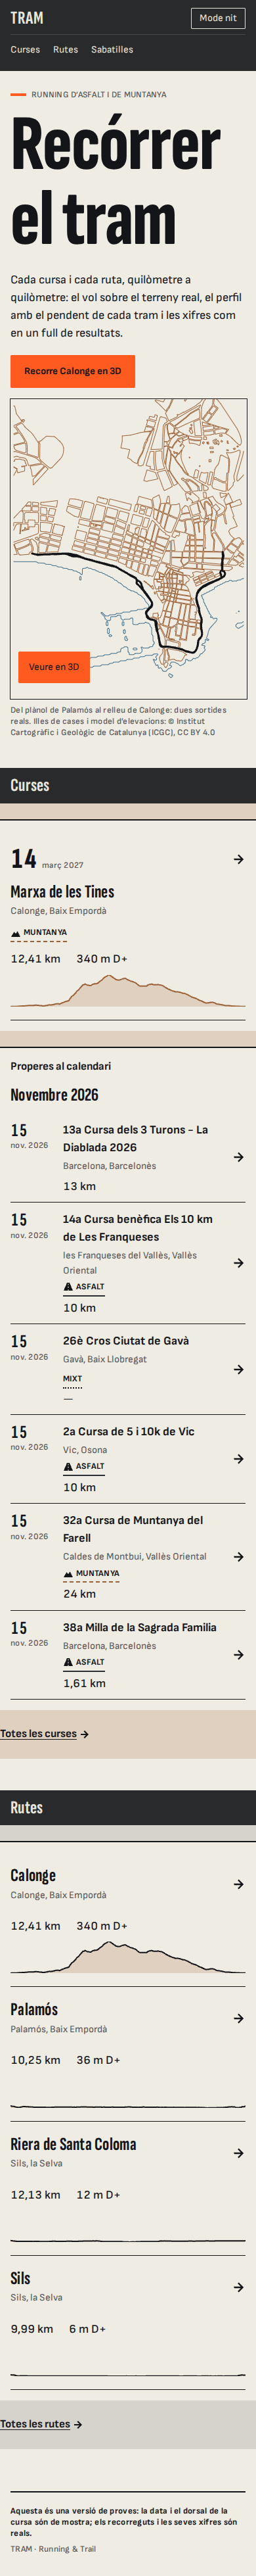 TRAM
Mode nit
Curses Rutes Sabatilles
RUNNING D'ASFALT I DE MUNTANYA
Recórrer
el tram
Cada cursa i cada ruta, quilòmetre a
quilòmetre: el vol sobre el terreny real, el perfil
amb el pendent de cada tram i les xifres com
en un full de resultats.
Recorre Calonge en 3D
Veure en 3D
Del plànol de Palamós al relleu de Calonge: dues sortides
reals. Illes de cases i model d'elevacions: © Institut
Cartogràfic i Geològic de Catalunya (ICGC), CC BY 4.0
Curses
14 març 2027
Marxa de les Tines
Calonge, Baix Empordà
MUNTANYA
12,41 km 340 m D+
Properes al calendari
Novembre 2026
15
nov. 2026
13a Cursa dels 3 Turons - La
Diablada 2026
Barcelona, Barcelonès
13 km
15
nov. 2026
14a Cursa benèfica Els 10 km
de Les Franqueses
les Franqueses del Vallès, Vallès
Oriental
ASFALT
10 km
15
nov. 2026
26è Cros Ciutat de Gavà
Gavà, Baix Llobregat
MIXT
—
15
nov. 2026
2a Cursa de 5 i 10k de Vic
Vic, Osona
ASFALT
10 km
15
nov. 2026
32a Cursa de Muntanya del
Farell
Caldes de Montbui, Vallès Oriental
MUNTANYA
24 km
15
nov. 2026
38a Milla de la Sagrada Familia
Barcelona, Barcelonès
ASFALT
1,61 km
Totes les curses →
Rutes
Calonge
Calonge, Baix Empordà
12,41 km 340 m D+
Palamós
Palamós, Baix Empordà
10,25 km 36 m D+
Riera de Santa Coloma
Sils, la Selva
12,13 km 12 m D+
Sils
Sils, la Selva
9,99 km 6 m D+
Totes les rutes →
Aquesta és una versió de proves: la data i el dorsal de la
cursa són de mostra; els recorreguts i les seves xifres són
reals.
TRAM · Running & Trail